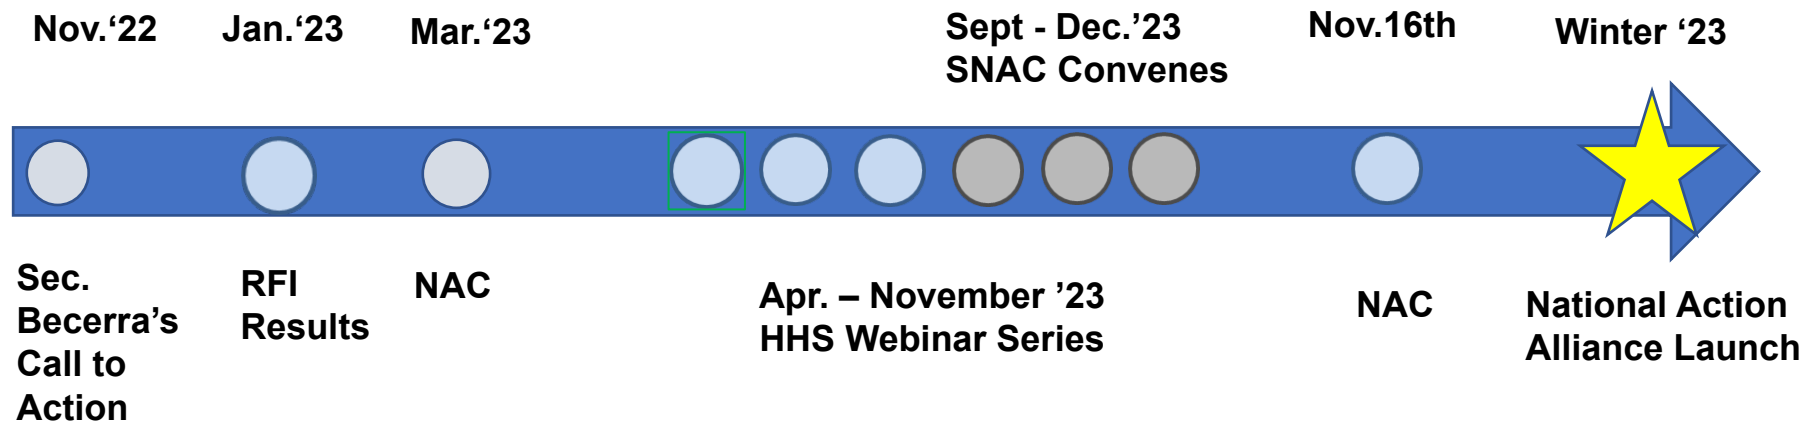 Nov.‘22
Jan.‘23
Mar.‘23
Sept - Dec.’23
SNAC Convenes
Nov.16th
Winter ‘23
Sec.
Becerra’s
Call to
Action
RFI
Results
NAC
Apr. – November ’23
HHS Webinar Series
NAC
National Action
Alliance Launch